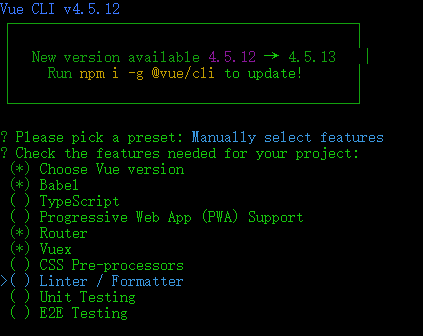 Vue CLI v4.5.12
New version available 4.5.12 → 4.5.13
Run npm i -g @vue/cli to update!
? Please pick a preset: Manually select features
? Check the features needed for your project:
(*) Choose Vue version
(*) Babel
( ) TypeScript
( ) Progressive Web App (PWA) Support
(*) Router
(*) Vuex
( ) CSS Pre-processors
>( ) Linter / Formatter
( ) Unit Testing
( ) E2E Testing